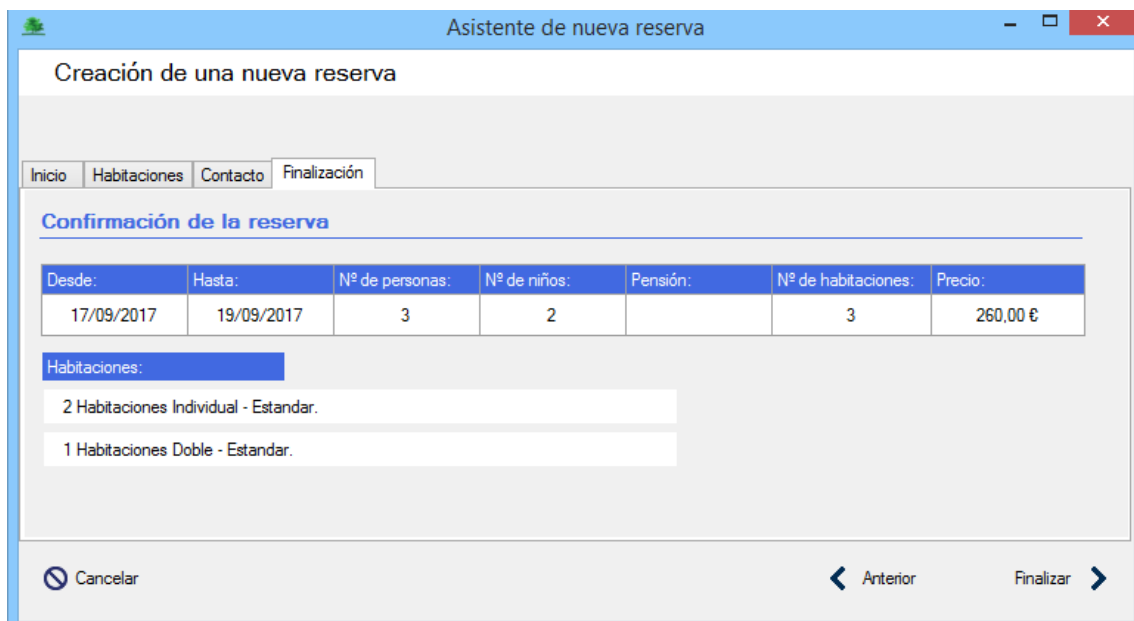 Asistente de nueva reserva
Creación de una nueva reserva
Inicio Habitaciones Contacto Finalización
Confirmación de la reserva
Desde: Hasta: Nº de personas: Nº de niños: Pensión: Nº de habitaciones: Precio:
17/09/2017 19/09/2017 3 2 3 260,00 €
Habitaciones:
2 Habitaciones Individual - Estandar.
1 Habitaciones Doble - Estandar.
Cancelar Anterior Finalizar